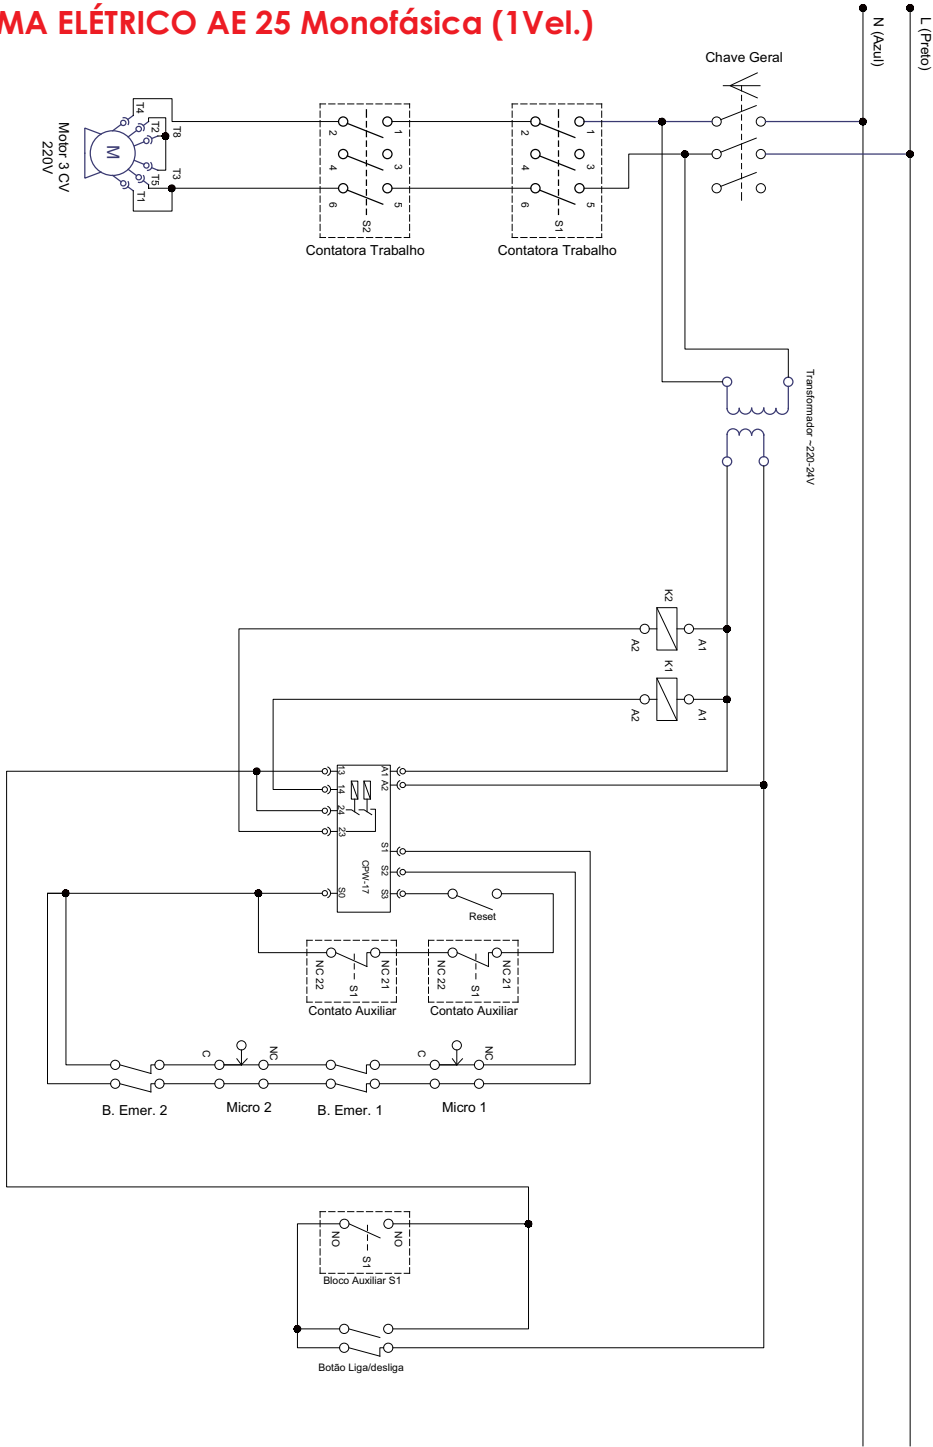 MA ELÉTRICO AE 25 Monofásica (1Vel.)
L (Preto)
N (Azul)
Chave Geral
T4
T2
T8
T3
T5
T1
M
Motor 3 CV
220V
2
1
4
3
6
5
S2
Contatora Trabalho
2
1
4
3
6
5
S1
Contatora Trabalho
Transformador ~220-24V
K2
A2
A1
K1
A2
A1
13
14
24
23
S0
A1
A2
S1
S2
S3
CPW-17
Reset
NC 22
NC 21
S1
Contato Auxiliar
NC 22
NC 21
S1
Contato Auxiliar
C
NC
C
NC
B. Emer. 2
Micro 2
B. Emer. 1
Micro 1
NO
NO
S1
Bloco Auxiliar S1
Botão Liga/desliga